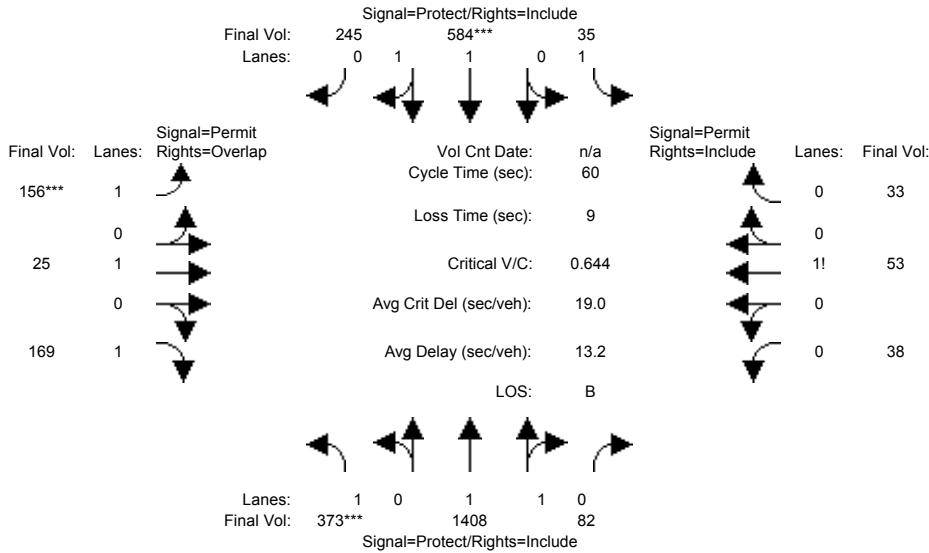 Signal=Protect/Rights=Include
Final Vol: 245 584*** 35
Lanes: 0 1 1 0 1
Signal=Permit
Final Vol: Lanes: Rights=Overlap
Vol Cnt Date: n/a
Signal=Permit
Rights=Include Lanes: Final Vol:
Cycle Time (sec): 60
156*** 1
0 33
Loss Time (sec): 9
0
0
25 1
Critical V/C: 0.644
1! 53
0
Avg Crit Del (sec/veh): 19.0
0
169 1
Avg Delay (sec/veh): 13.2
0 38
LOS: B
Lanes: 1 0 1 1 0
Final Vol: 373*** 1408 82
Signal=Protect/Rights=Include